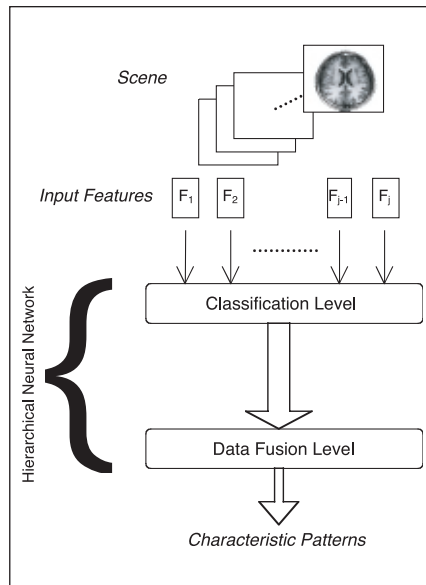 Scene
Input Features
F1
F2
Fj-1
Fj
Classification Level
Hierarchical Neural Network
Data Fusion Level
Characteristic Patterns